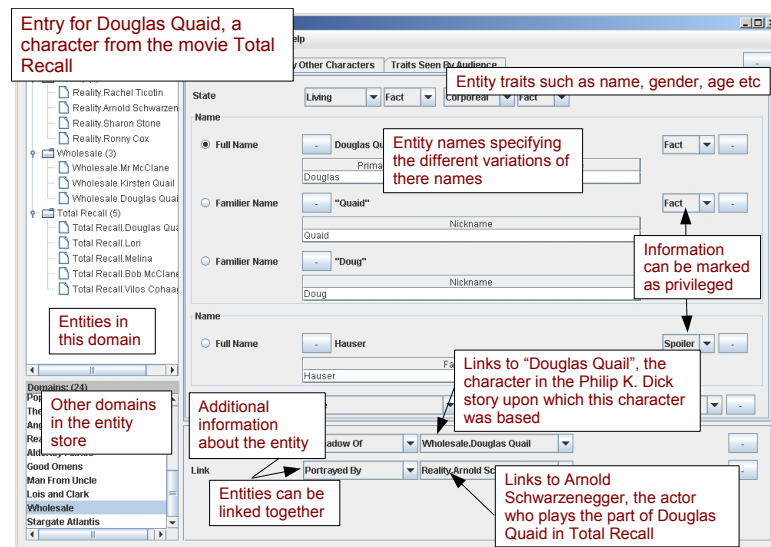 Entry for Douglas Quaid, a
character from the movie Total
Recall
Other Characters
Traits Seen By Audience
-
Entity traits such as name, gender, age etc
Reality.Rachel Ticotin
Reality.Arnold Schwarzen
Reality.Sharon Stone
Reality.Ronny Cox
Wholesale (3)
Wholesale.Mr McClane
Wholesale.Kirsten Quail
Wholesale.Douglas Quai
Total Recall (5)
Total Recall.Douglas Qua
Total Recall.Lori
Total Recall.Melina
Total Recall.Bob McClane
Total Recall.Vilos Cohaag
Entities in
this domain
State
Living
Fact
Corporeal
Fact
Name
Full Name
-
Douglas Qu
Fact
-
Entity names specifying
the different variations of
there names
Prima
Douglas
Familier Name
-
"Quaid"
Fact
-
Nickname
Quaid
Information
can be marked
as privileged
Familier Name
-
"Doug"
Nickname
Doug
Name
Full Name
-
Hauser
Spoiler
-
Fa
Hauser
Links to “Douglas Quail”, the
character in the Philip K. Dick
story upon which this character
was based
-
Domains: (24)
Other domains
in the entity
store
Good Omens
Man From Uncle
Lois and Clark
Wholesale
Stargate Atlantis
Additional
information
about the entity
adow Of
Wholesale.Douglas Quail
-
Link
Portrayed By
Reality.Arnold Sc
Entities can be
linked together
Links to Arnold
Schwarzenegger, the actor
who plays the part of Douglas
Quaid in Total Recall